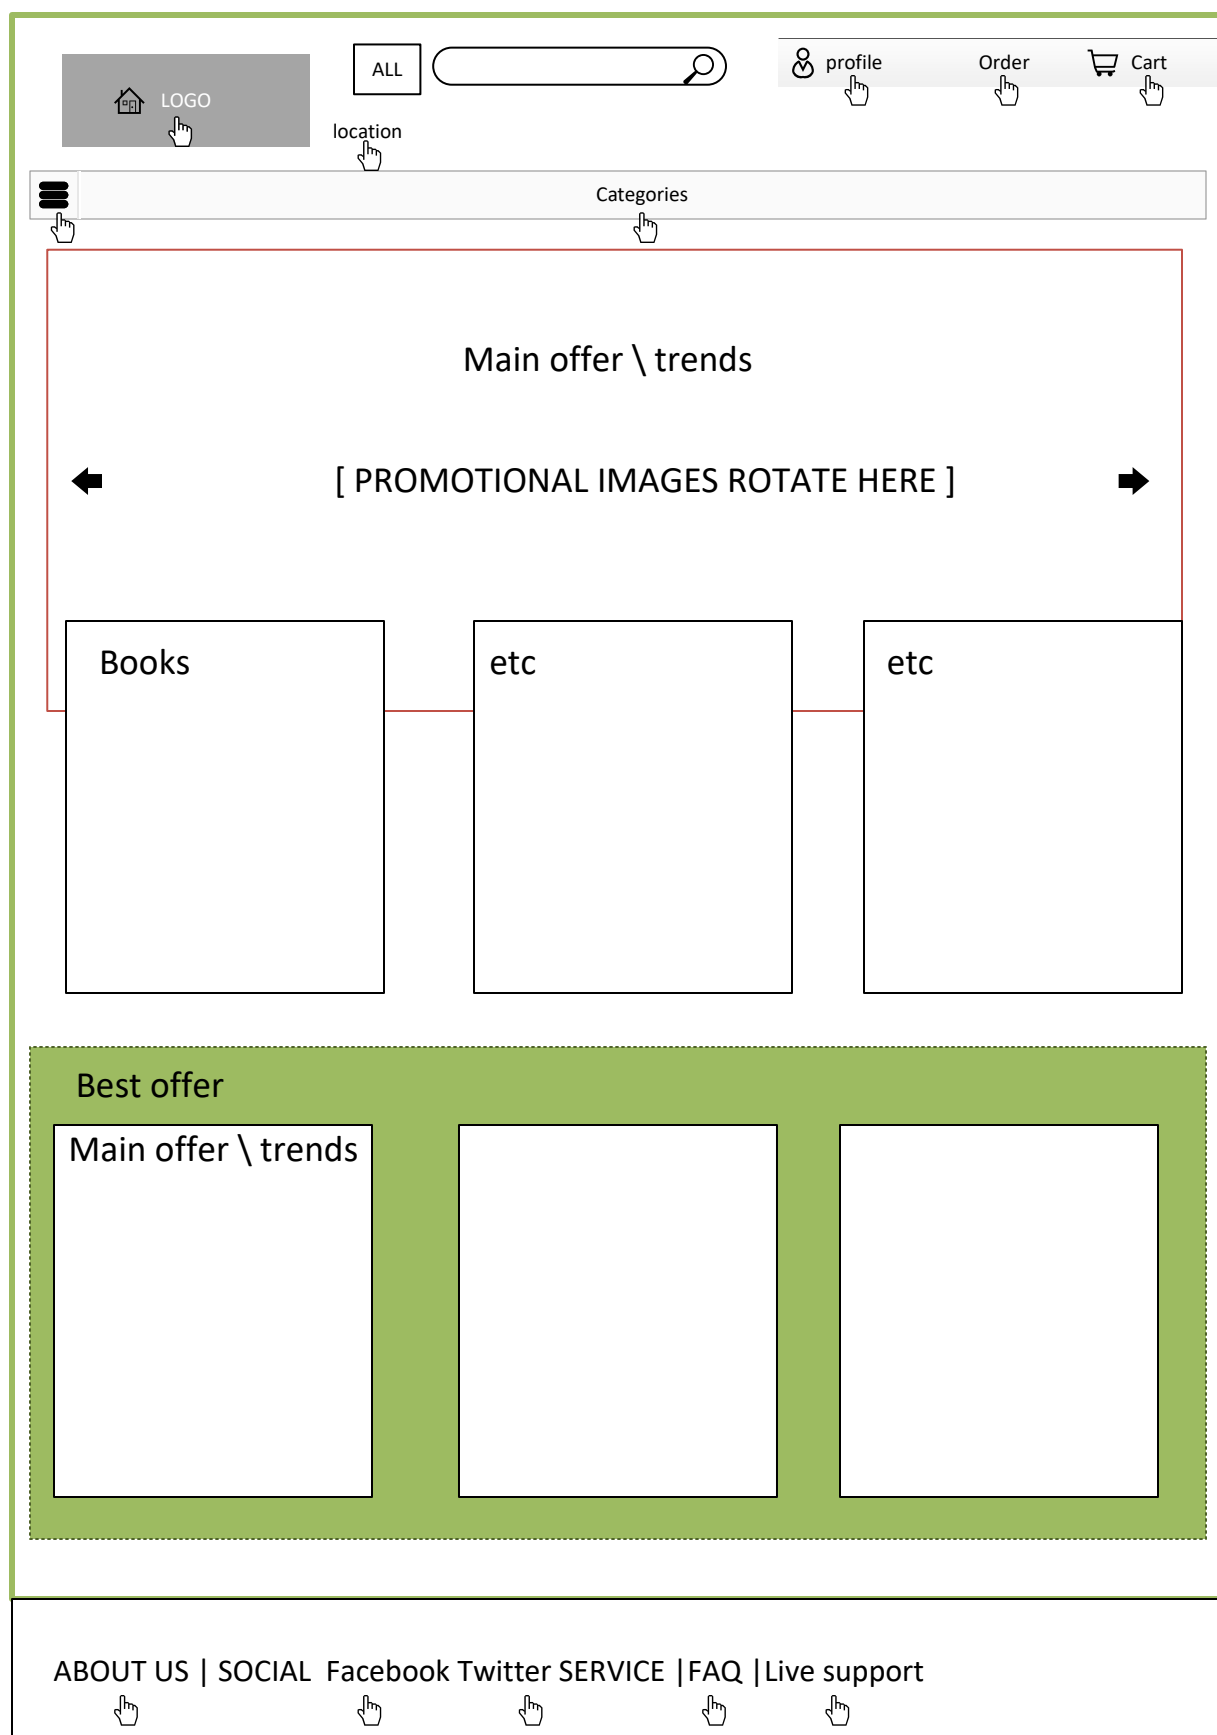 ALL
profile
Order
Cart
LOGO
location
Categories
Main offer \ trends
[ PROMOTIONAL IMAGES ROTATE HERE ]
Books
etc
etc
Best offer
Main offer \ trends
ABOUT US | SOCIAL  Facebook Twitter SERVICE |FAQ |Live support